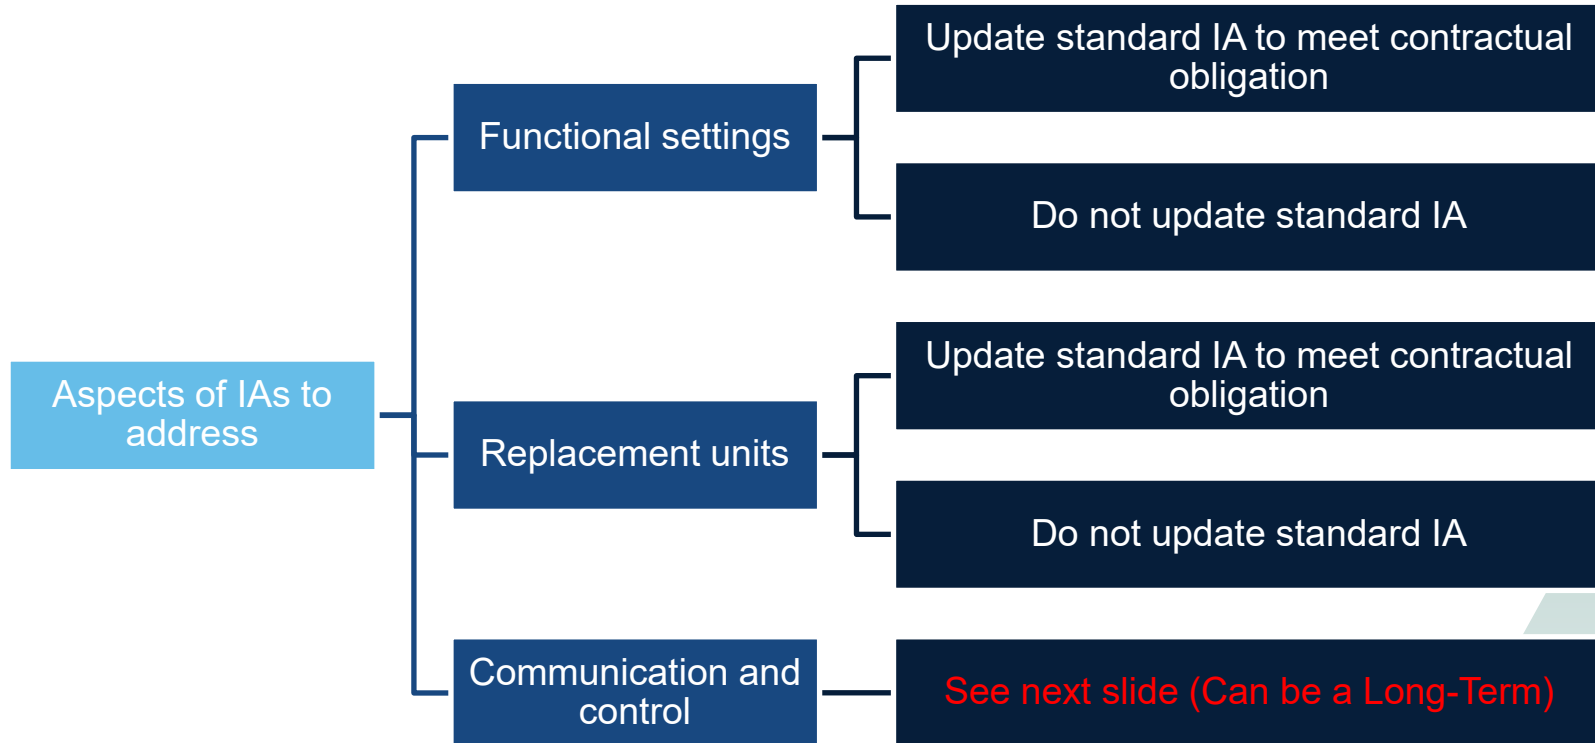 Aspects of IAs to
address
Functional settings
Update standard IA to meet contractual
obligation
Do not update standard IA
Replacement units
Update standard IA to meet contractual
obligation
Do not update standard IA
Communication and
control
See next slide (Can be a Long-Term)